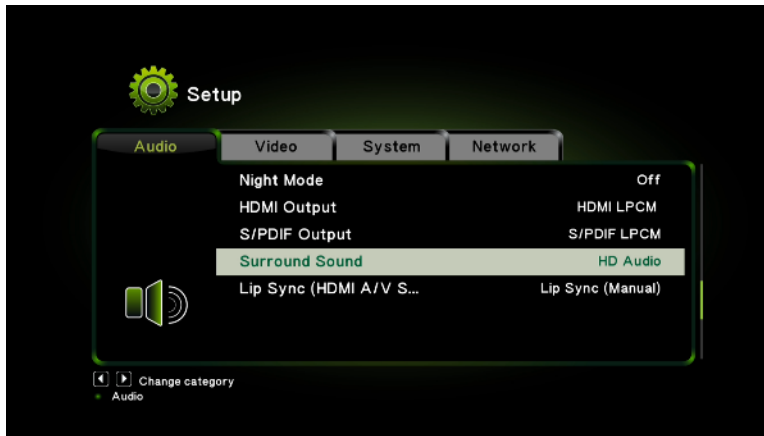 Setup
Audio Video System Network
Night Mode Off
HDMI Output HDMI LPCM
S/PDIF Output S/PDIF LPCM
Surround Sound HD Audio
Lip Sync (HDMI A/V S... Lip Sync (Manual)
Change category
Audio